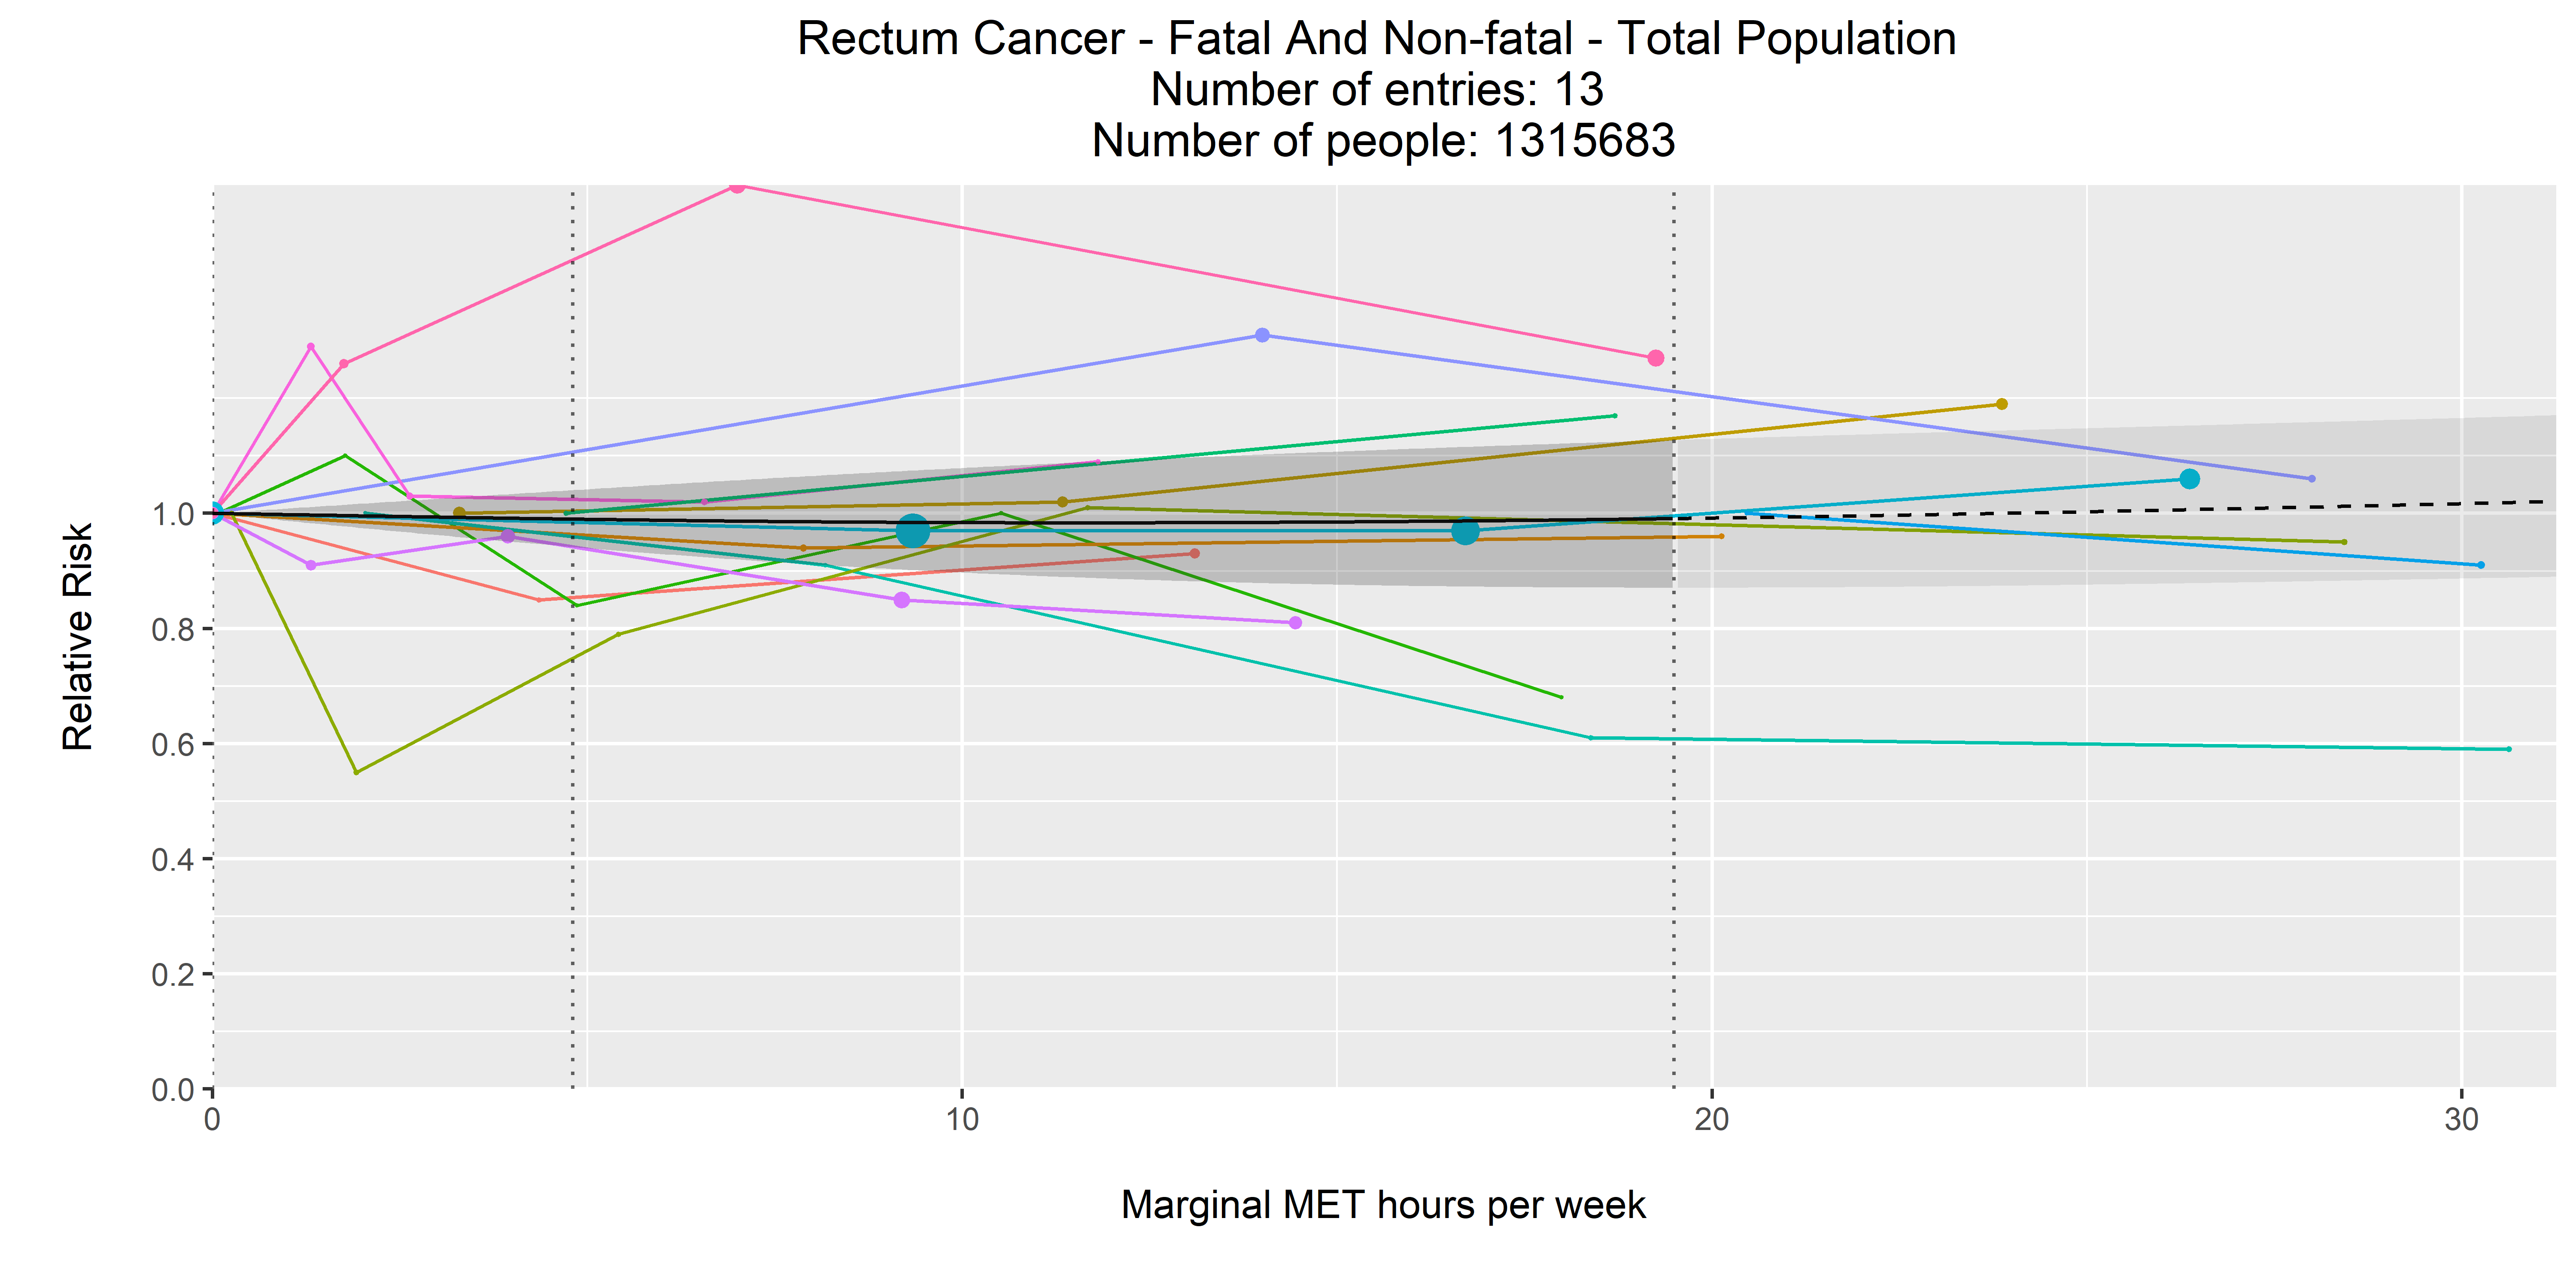 Rectum Cancer - Fatal And Non-fatal - Total Population
Number of entries: 13
Number of people: 1315683
Relative Risk
1.0
0.8
0.6
0.4
0.2
0.0
0 10 20 30
Marginal MET hours per week